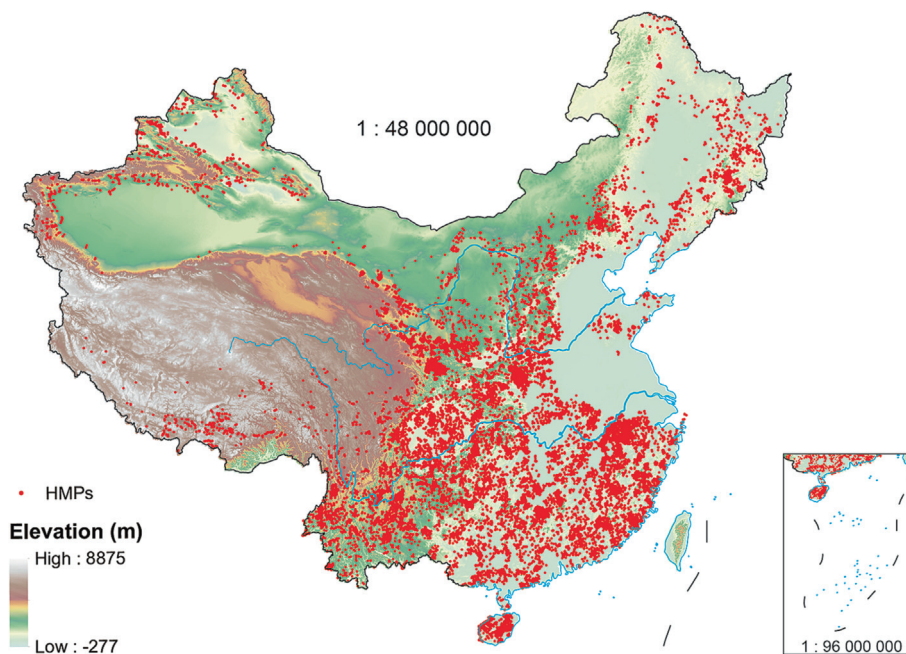 1 : 48 000 000
HMPs
Elevation (m)
High : 8875
Low : -277
1 : 96 000 000